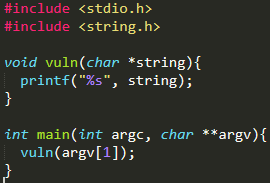 #include <stdio.h>
#include <string.h>

void vuln(char *string){
  printf("%s", string);
}

int main(int argc, char **argv){
  vuln(argv[1]);
}